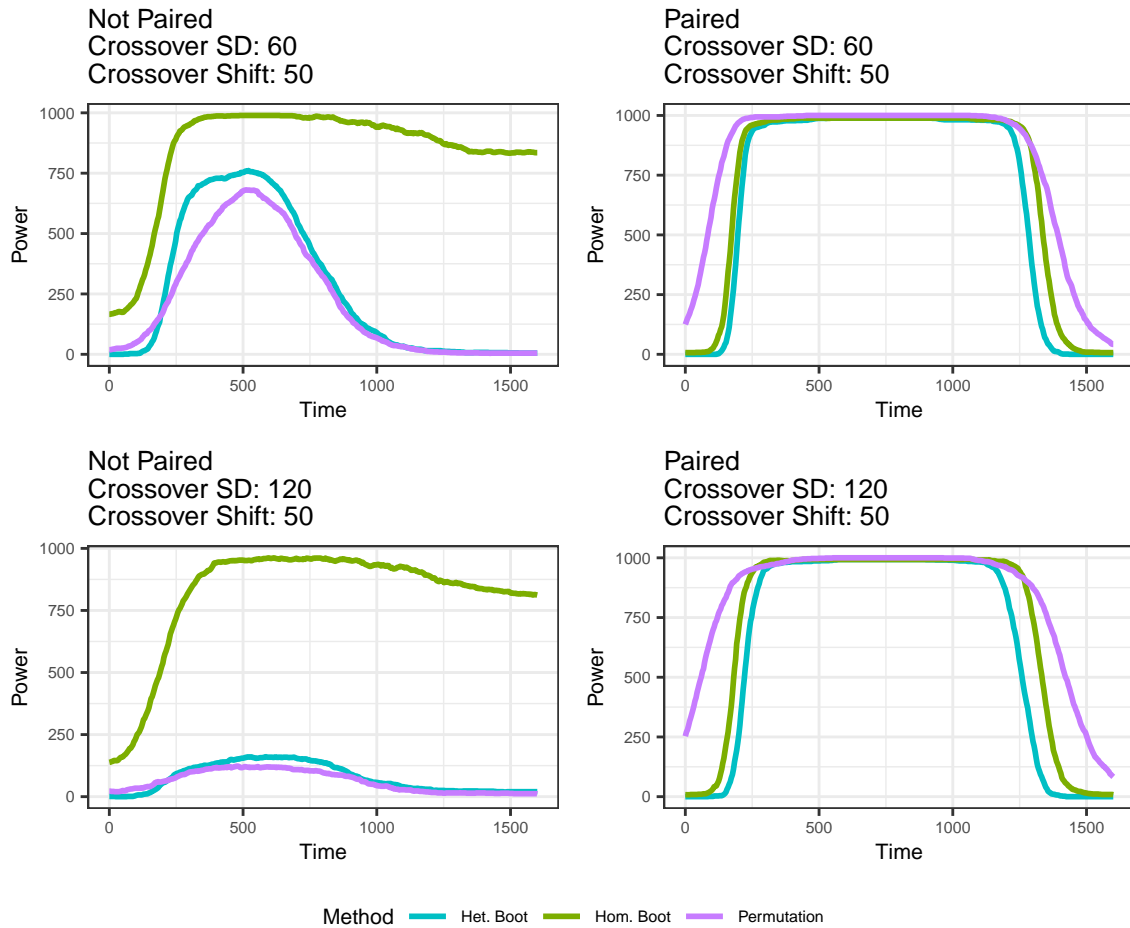 Not Paired
Crossover SD: 60
Crossover Shift: 50
1000
750
500
250
0
Power
0
500
1000
1500
Time
Paired
Crossover SD: 60
Crossover Shift: 50
1000
750
500
250
0
Power
0
500
1000
1500
Time
Not Paired
Crossover SD: 120
Crossover Shift: 50
1000
750
500
250
0
Power
0
500
1000
1500
Time
Paired
Crossover SD: 120
Crossover Shift: 50
1000
750
500
250
0
Power
0
500
1000
1500
Time
Method Het. Boot Hom. Boot Permutation